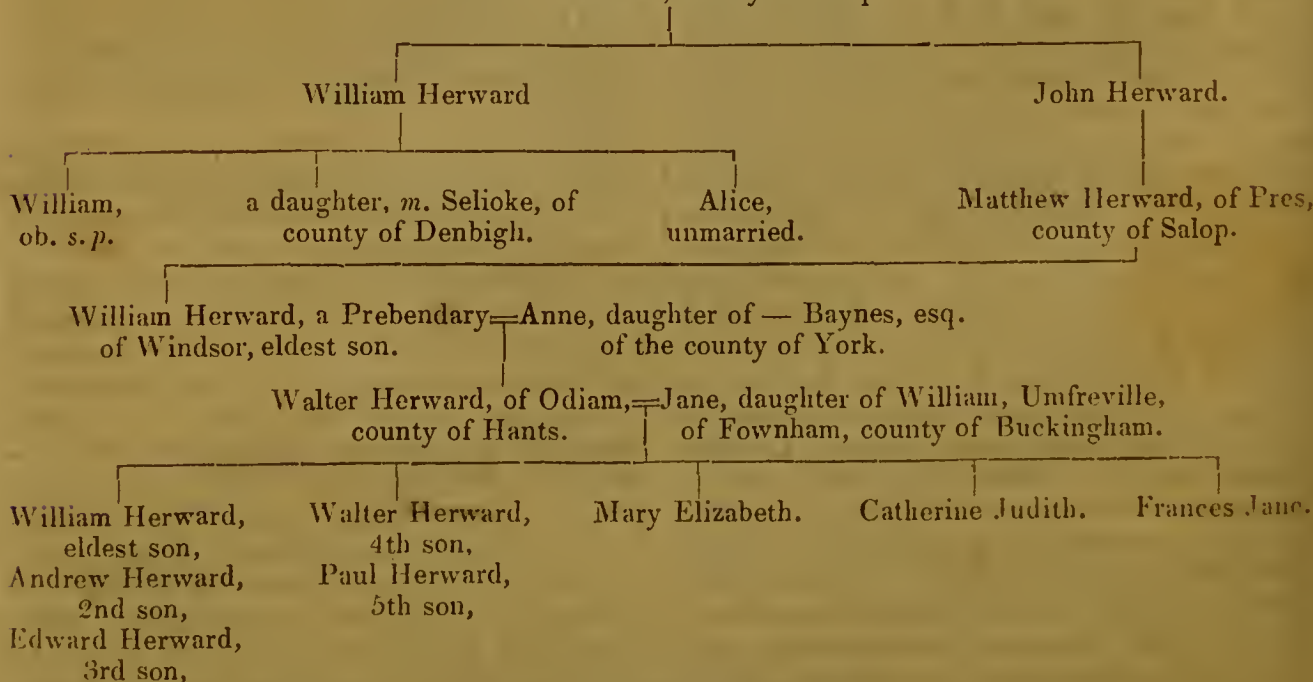 William Herward
John Herward.
William,
ob. s. p.
a daughter, m. Selioke, of
county of Denbigh.
Alice,
unmarried.
Matthew Herward, of Pres,
county of Salop.
William Herward, a Prebendary
of Windsor, eldest son.
Anne, daughter of — Baynes, esq.
of the county of York.
Walter Herward, of Odiam,
county of Hants.
Jane, daughter of William, Umfreville,
of Fownham, county of Buckingham.
William Herward,
eldest son,
Andrew Herward,
2nd son,
Edward Herward,
3rd son,
Walter Herward,
4th son,
Paul Herward,
5th son,
Mary Elizabeth.
Catherine Judith.
Frances Jane.